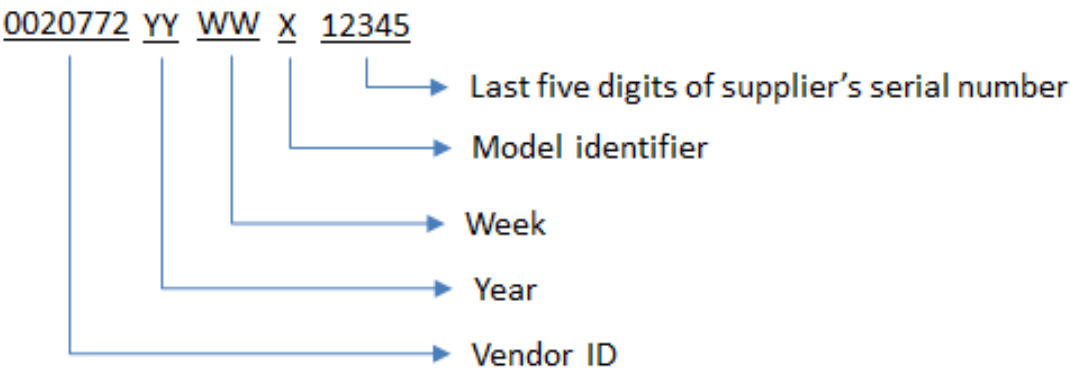 0020772 YY WW X 12345
Last five digits of supplier's serial number
Model identifier
Week
Year
Vendor ID